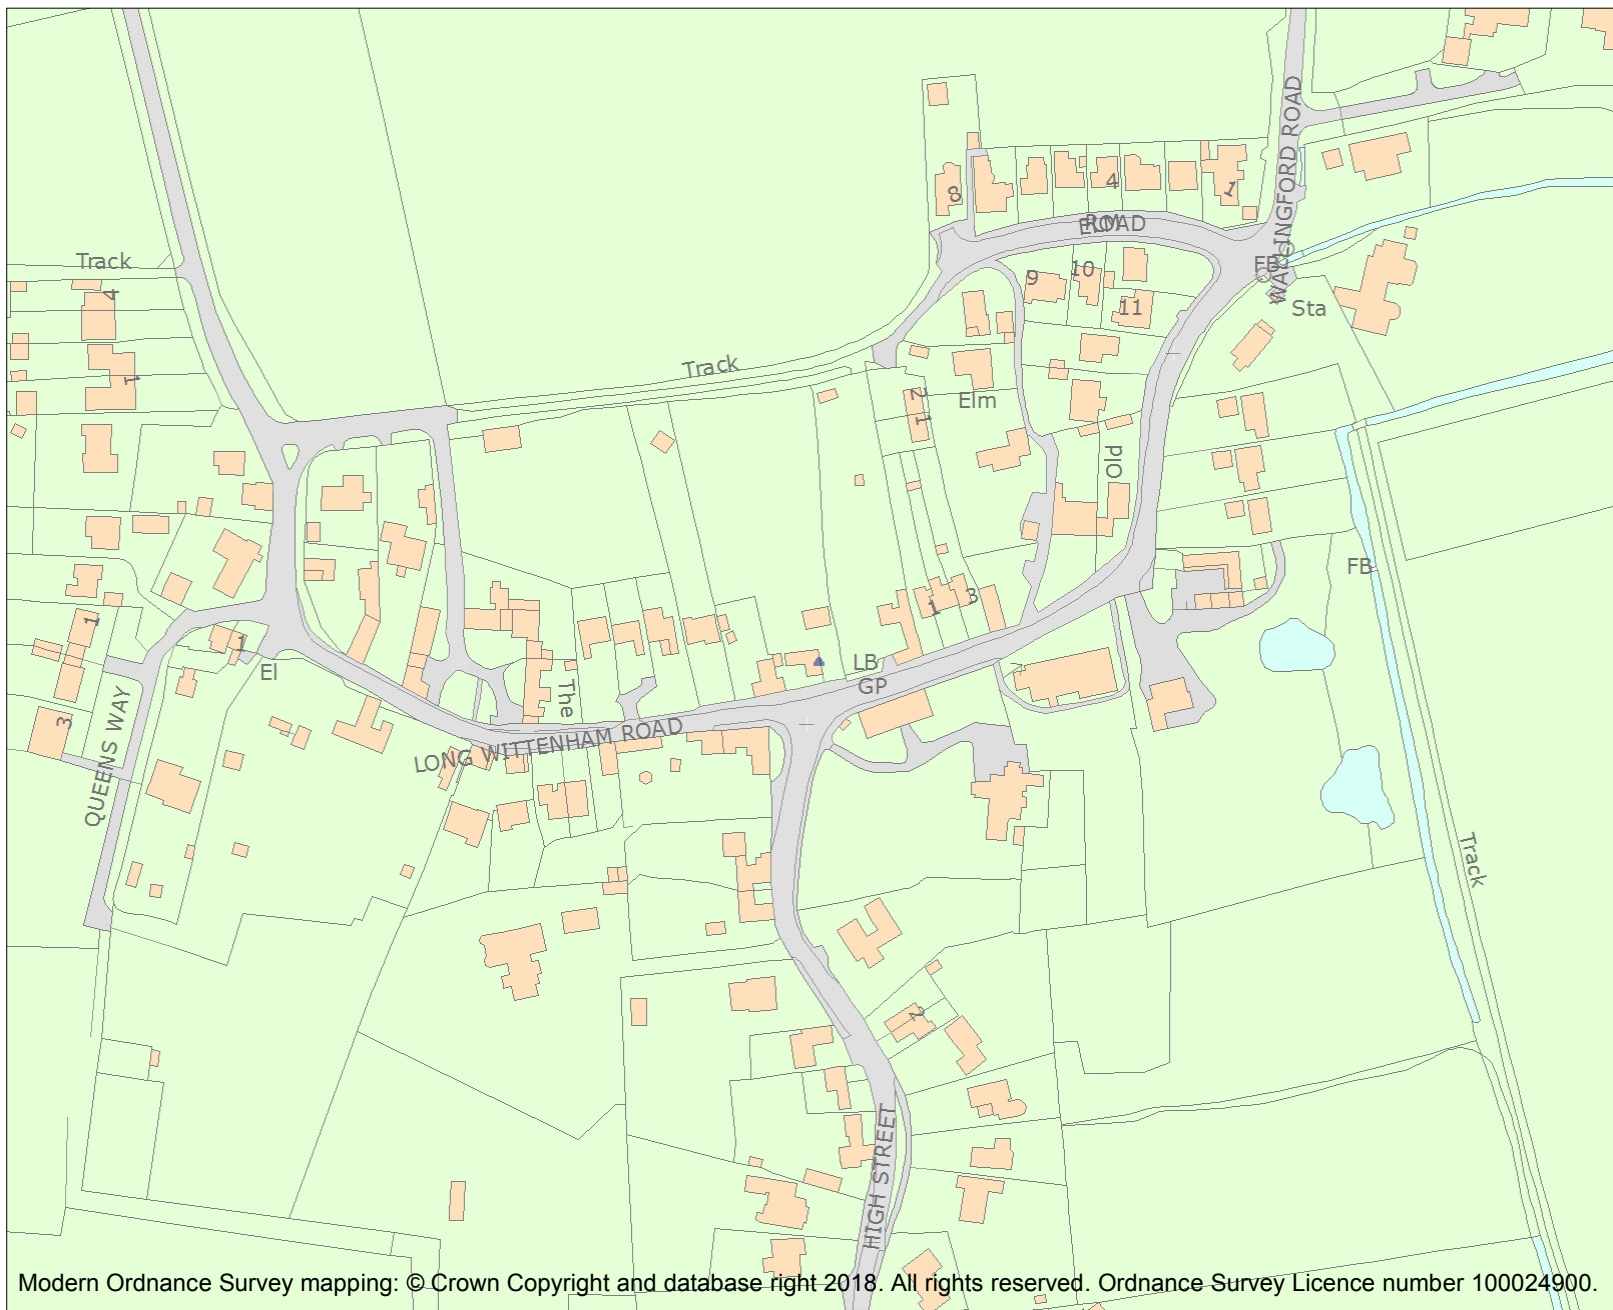 WALLINGFORD ROAD
8
4
1
ELM
ROAD
Track
FB
4
9
10
11
Sta
Track
1
2
1
Elm
Old
FB
1
3
1
1
El
LB
GP
The
QUEENS WAY
3
LONG WITTENHAM ROAD
Track
2
HIGH STREET
Modern Ordnance Survey mapping: © Crown Copyright and database right 2018. All rights reserved. Ordnance Survey Licence number 100024900.